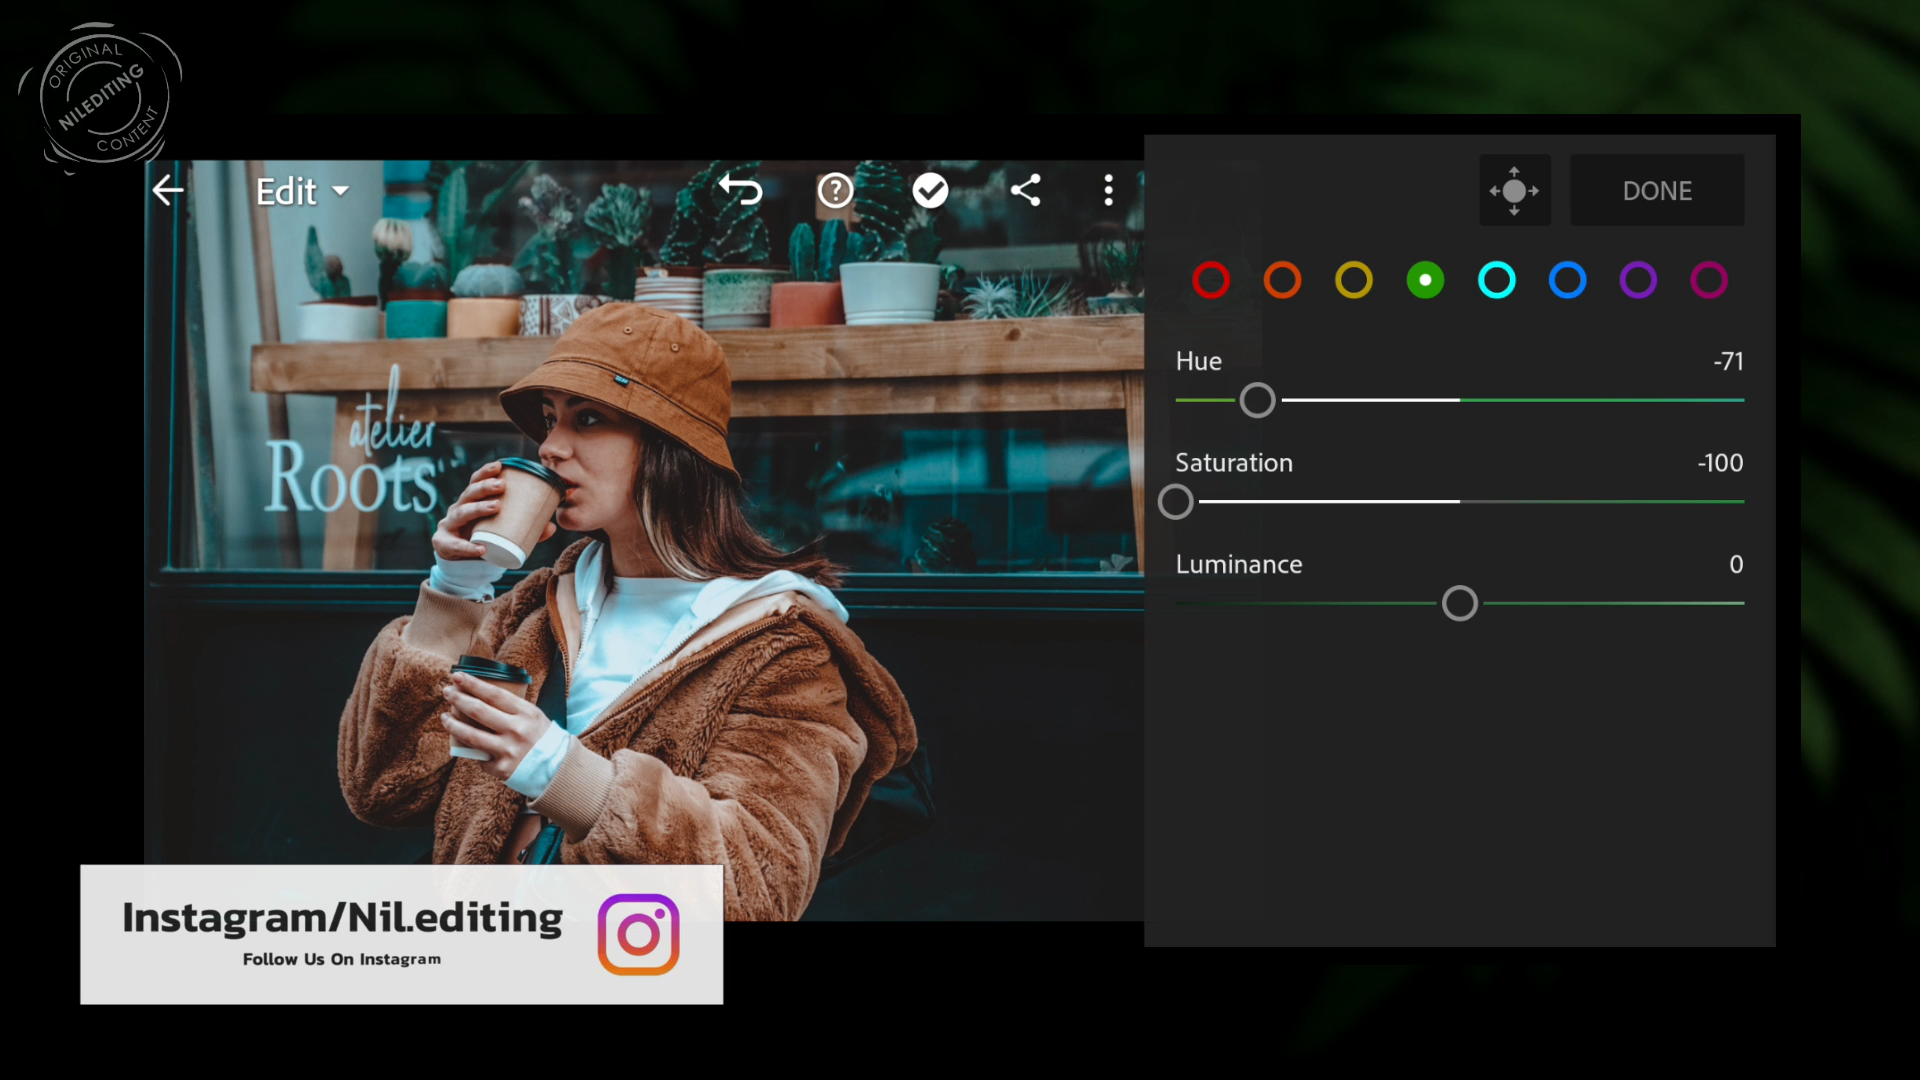 ORIGINAL
NILEDITING
CONTENT
Edit
DONE
Hue -71
Saturation -100
Luminance 0
atelier
Roots
Instagram/Nil.editing
Follow Us On Instagram